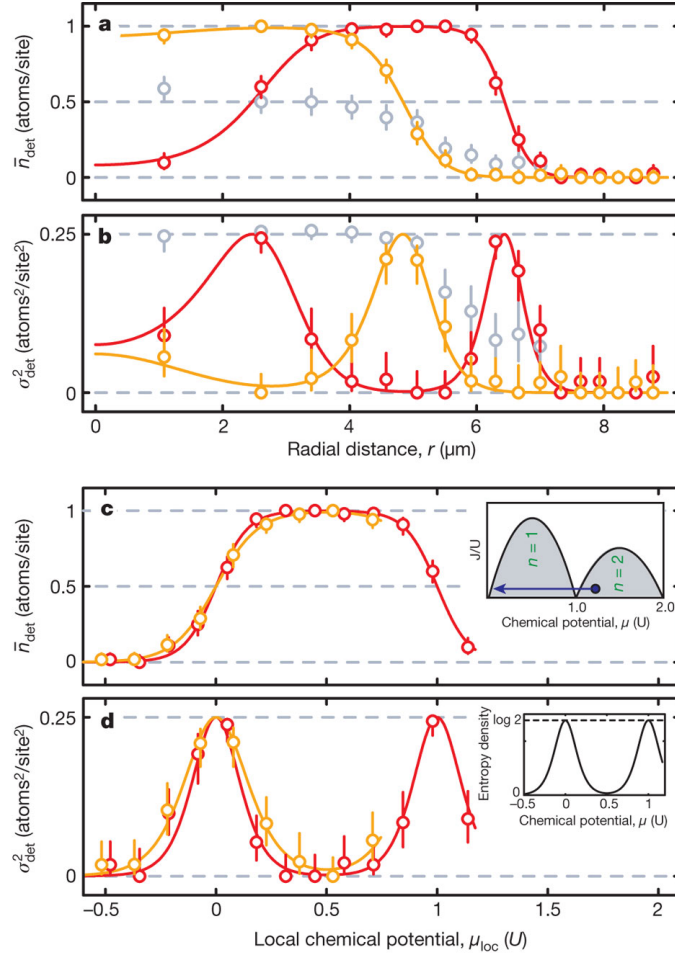 a
1
0.5
0
n̄det (atoms/site)
b
0.25
0
σ²det (atoms²/site²)
0 2 4 6 8
Radial distance, r (μm)
c
1
0.5
0
n̄det (atoms/site)
J/U
n = 1
n = 2
1.0 2.0
Chemical potential, μ (U)
d
0.25
0
σ²det (atoms²/site²)
log 2
0
Entropy density
−0.5 0 0.5 1
Chemical potential, μ (U)
−0.5 0 0.5 1 1.5 2
Local chemical potential, μloc (U)